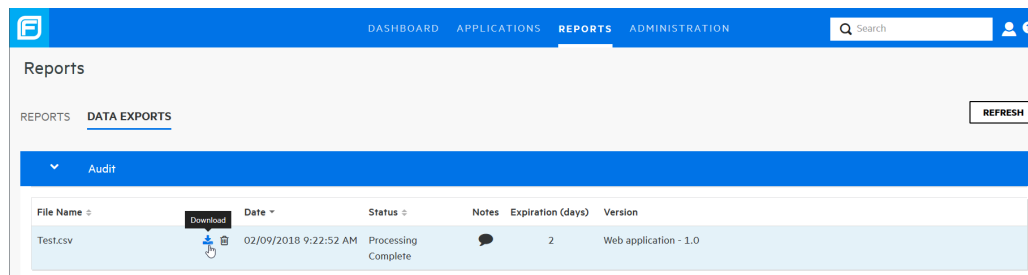 DASHBOARD APPLICATIONS REPORTS ADMINISTRATION Search
Reports
REPORTS DATA EXPORTS REFRESH
Audit
File Name Date Status Notes Expiration (days) Version
Download
Test.csv 02/09/2018 9:22:52 AM Processing 2 Web application - 1.0
Complete